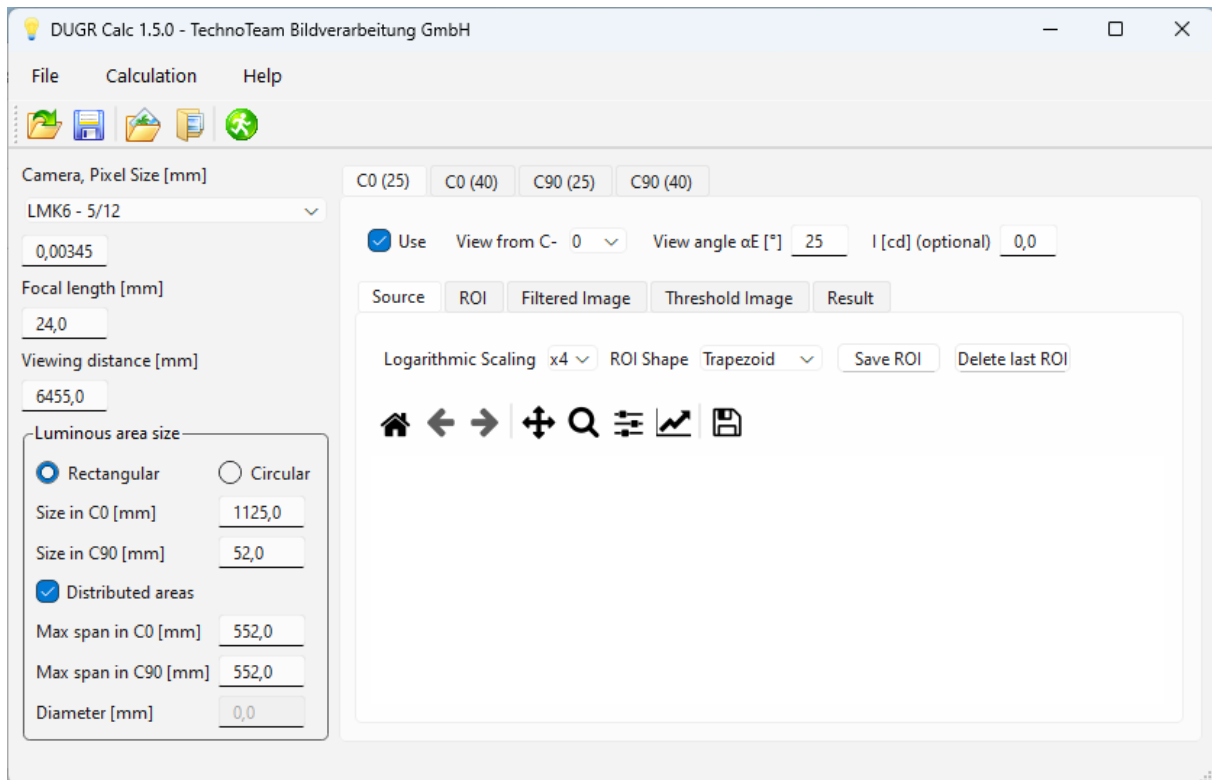 DUGR Calc 1.5.0 - TechnoTeam Bildverarbeitung GmbH
File Calculation Help
Camera, Pixel Size [mm]
LMK6 - 5/12
0,00345
Focal length [mm]
24,0
Viewing distance [mm]
6455,0
Luminous area size
Rectangular Circular
Size in C0 [mm] 1125,0
Size in C90 [mm] 52,0
Distributed areas
Max span in C0 [mm] 552,0
Max span in C90 [mm] 552,0
Diameter [mm] 0,0
C0 (25) C0 (40) C90 (25) C90 (40)
Use View from C- 0 View angle αE [°] 25 I [cd] (optional) 0,0
Source ROI Filtered Image Threshold Image Result
Logarithmic Scaling x4 ROI Shape Trapezoid Save ROI Delete last ROI